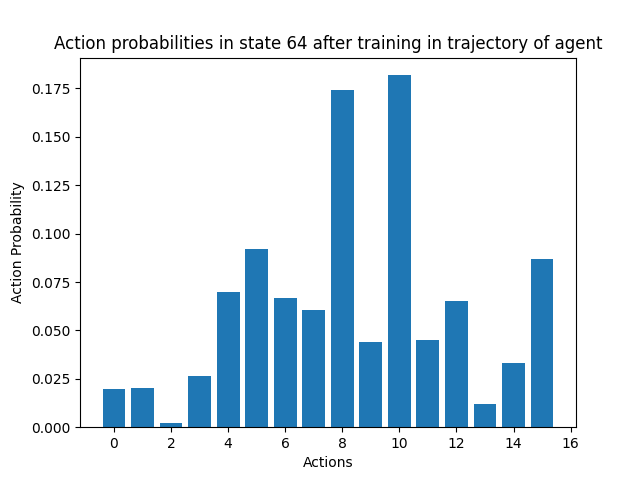 Action probabilities in state 64 after training in trajectory of agent
0.175
0.150
0.125
0.100
0.075
0.050
0.025
0.000
Action Probability
0 2 4 6 8 10 12 14 16
Actions